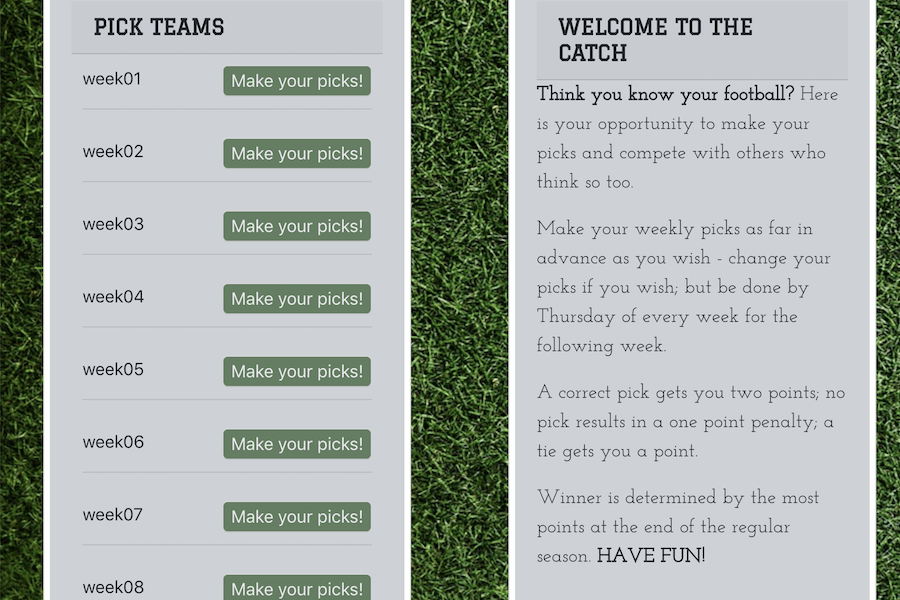 PICK TEAMS
week01 Make your picks!
week02 Make your picks!
week03 Make your picks!
week04 Make your picks!
week05 Make your picks!
week06 Make your picks!
week07 Make your picks!
week08 Make your picks!
WELCOME TO THE
CATCH
Think you know your football? Here
is your opportunity to make your
picks and compete with others who
think so too.
Make your weekly picks as far in
advance as you wish - change your
picks if you wish; but be done by
Thursday of every week for the
following week.
A correct pick gets you two points; no
pick results in a one point penalty; a
tie gets you a point.
Winner is determined by the most
points at the end of the regular
season. HAVE FUN!